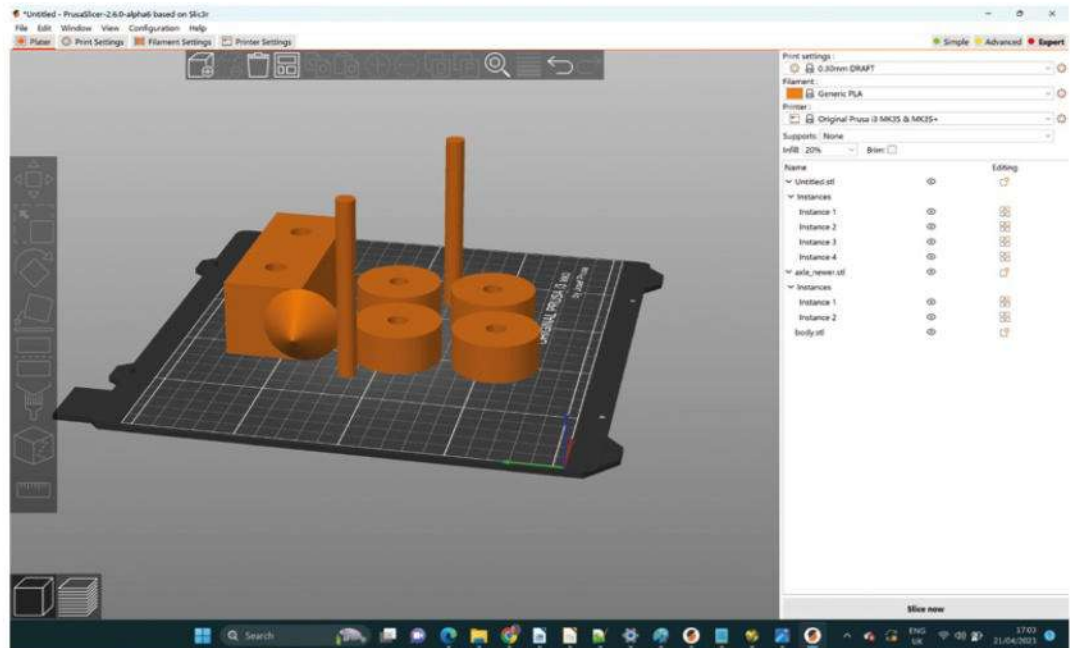 *Untitled - PrusaSlicer-2.6.0-alpha6 based on Slic3r
File Edit Window View Configuration Help
Plater Print Settings Filament Settings Printer Settings
Simple Advanced Expert
Print settings :
0.30mm DRAFT
Filament :
Generic PLA
Printer :
Original Prusa i3 MK3S & MK3S+
Supports: None
Infill: 20% Brim:
Name Editing
Untitled.stl
Instances
Instance 1
Instance 2
Instance 3
Instance 4
axle_newer.stl
Instances
Instance 1
Instance 2
body.stl
ORIGINAL PRUSA i3 MK3
by Josef Prusa
Slice now
Search
ENG
UK
17:03
21/04/2023